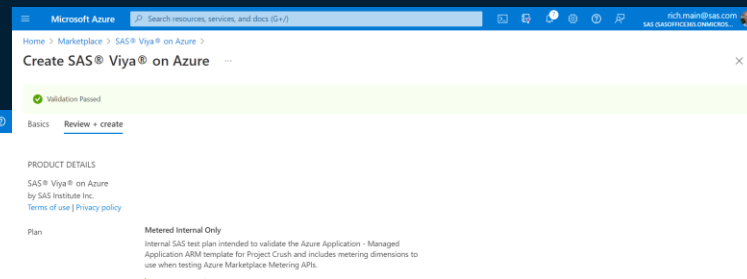 Microsoft Azure
Search resources, services, and docs (G+/)
rich.main@sas.com
SAS (SASOFFICE365.ONMICROS...
Home > Marketplace > SAS® Viya® on Azure >
Create SAS® Viya® on Azure ...
Validation Passed
Basics Review + create
PRODUCT DETAILS
SAS® Viya® on Azure
by SAS Institute Inc.
Terms of use | Privacy policy
Plan
Metered Internal Only
Internal SAS test plan intended to validate the Azure Application - Managed
Application ARM template for Project Crush and includes metering dimensions to
use when testing Azure Marketplace Metering APIs.